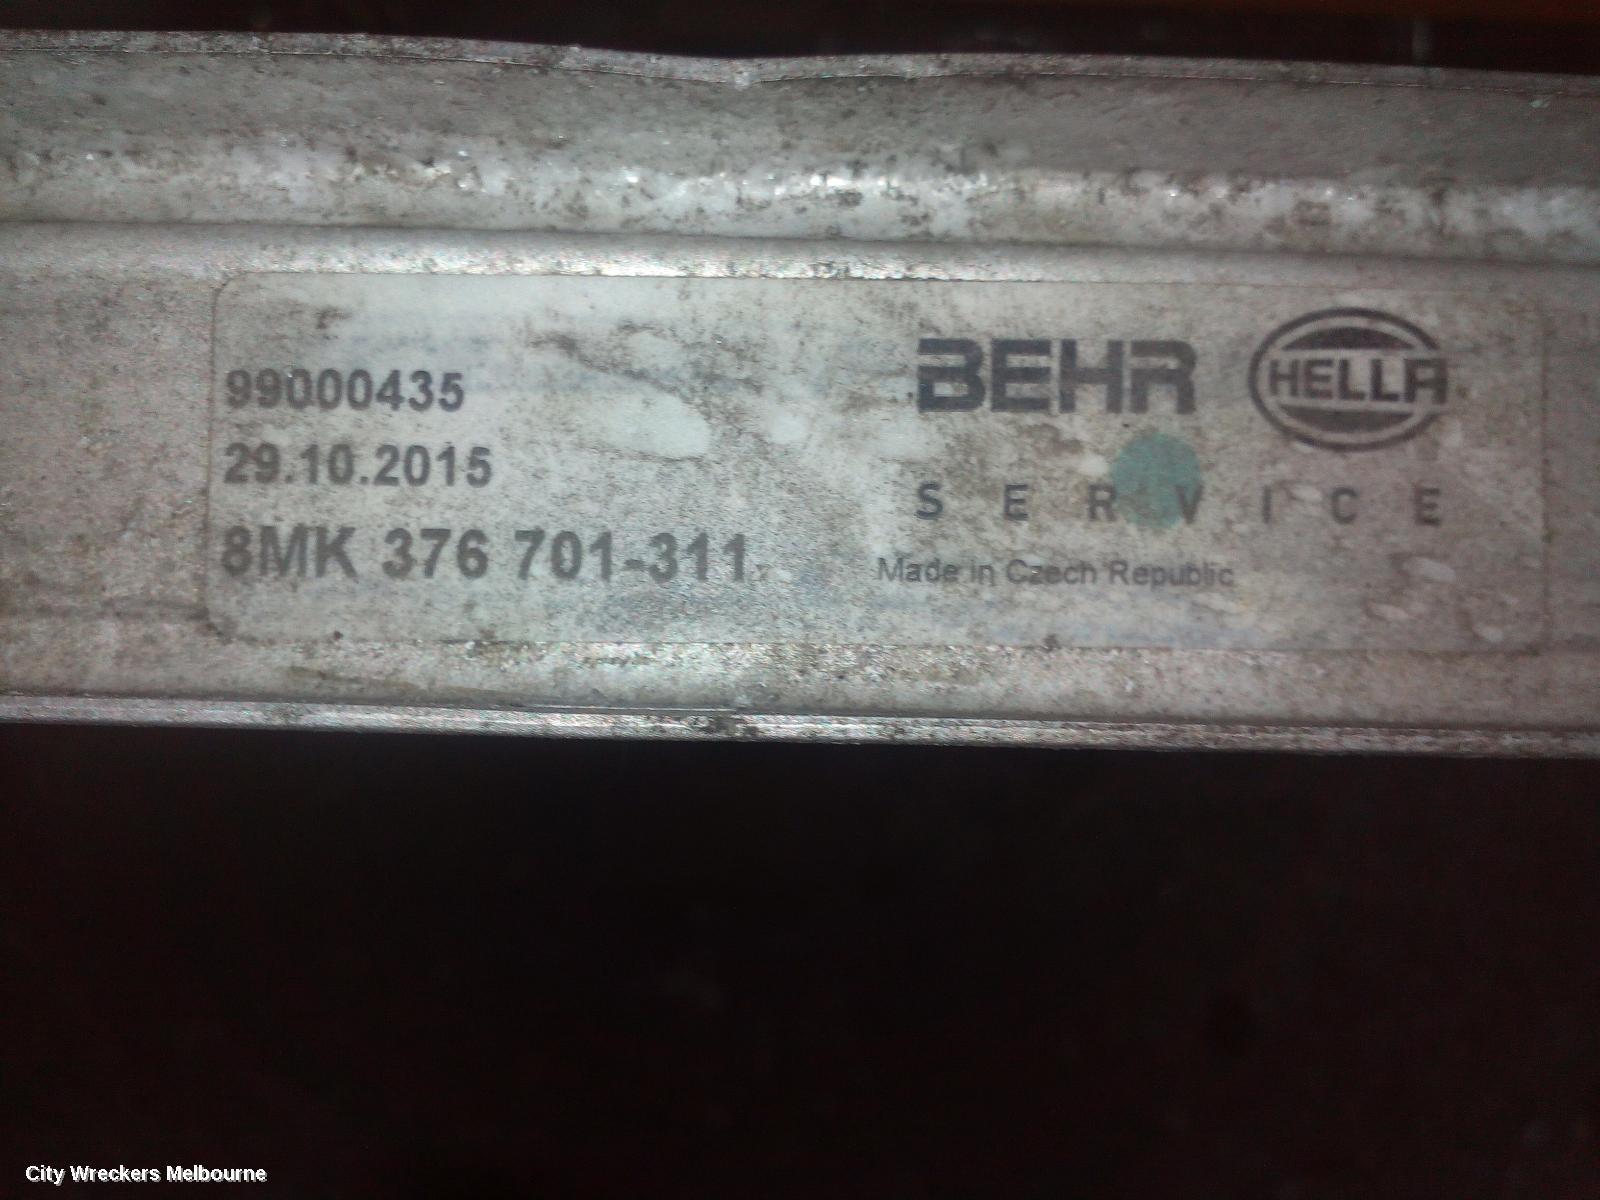 99000435
29.10.2015
8MK 376 701-311
BEHR
HELLA
SERVICE
Made in Czech Republic
City Wreckers Melbourne